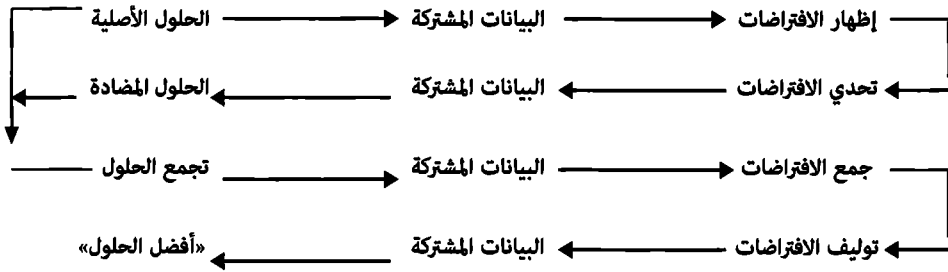 إظهار الافتراضات البيانات المشتركة الحلول الأصلية
تحدي الافتراضات البيانات المشتركة الحلول المضادة
جمع الافتراضات البيانات المشتركة تجمع الحلول
توليف الافتراضات البيانات المشتركة «أفضل الحلول»